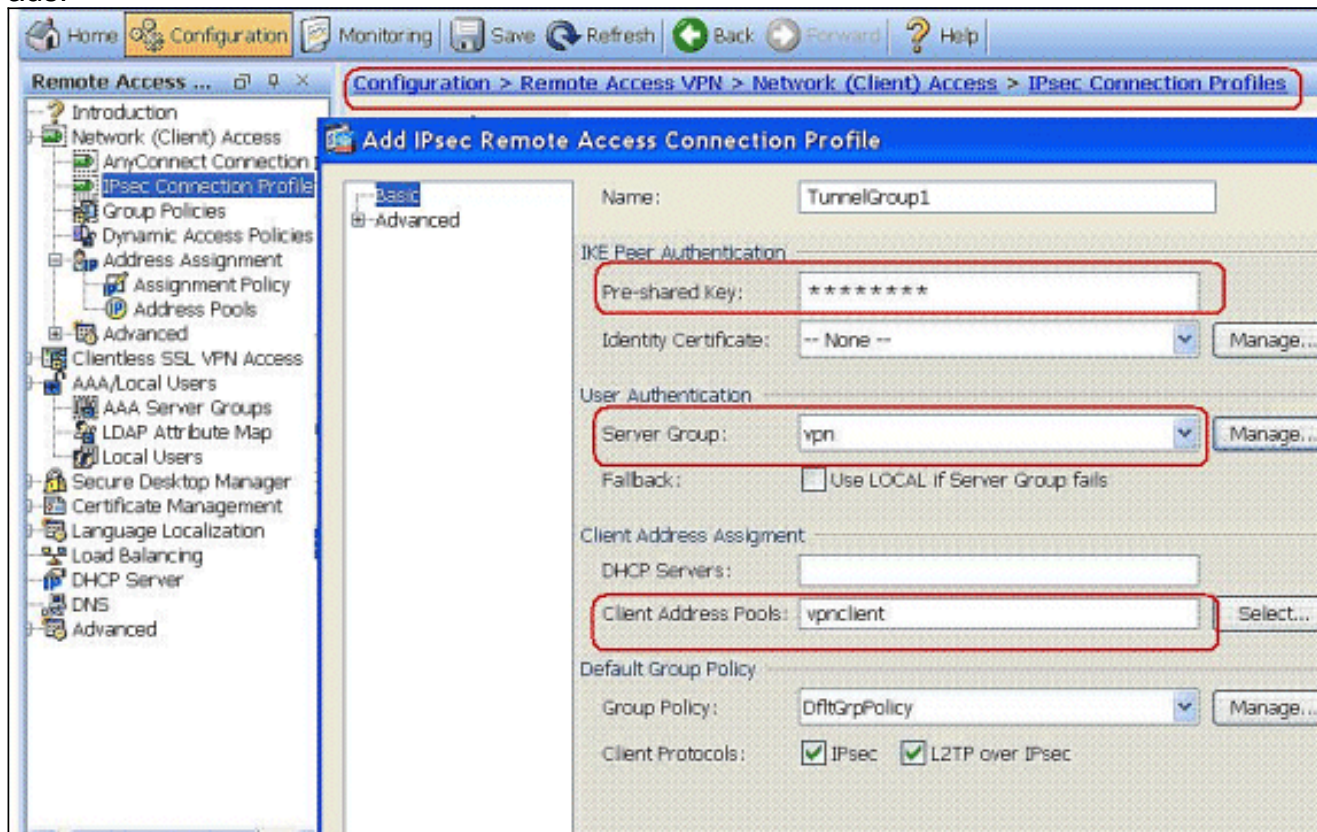 Home Configuration Monitoring Save Refresh Back Forward Help
Remote Access ...
Configuration > Remote Access VPN > Network (Client) Access > IPsec Connection Profiles
Introduction
Network (Client) Access
AnyConnect Connection
IPsec Connection Profile
Group Policies
Dynamic Access Policies
Address Assignment
Assignment Policy
Address Pools
Advanced
Clientless SSL VPN Access
AAA/Local Users
AAA Server Groups
LDAP Attribute Map
Local Users
Secure Desktop Manager
Certificate Management
Language Localization
Load Balancing
DHCP Server
DNS
Advanced
Add IPsec Remote Access Connection Profile
Basic
Advanced
Name: TunnelGroup1
IKE Peer Authentication
Pre-shared Key: ********
Identity Certificate: -- None -- Manage...
User Authentication
Server Group: vpn Manage...
Fallback: Use LOCAL if Server Group fails
Client Address Assigment
DHCP Servers:
Client Address Pools: vpnclient Select...
Default Group Policy
Group Policy: DfltGrpPolicy Manage...
Client Protocols: IPsec L2TP over IPsec